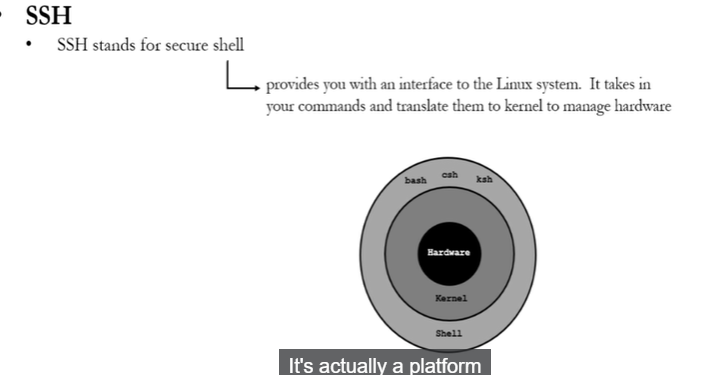 SSH
SSH stands for secure shell
provides you with an interface to the Linux system. It takes in
your commands and translate them to kernel to manage hardware
bash csh ksh
Hardware
Kernel
Shell
It's actually a platform